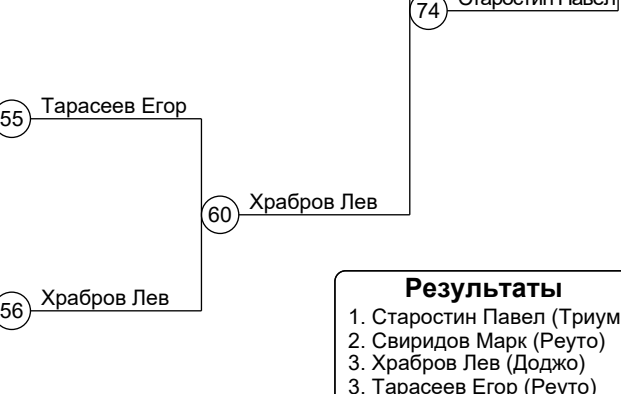 74 Старостин Павел
55 Тарасеев Егор
60 Храбров Лев
56 Храбров Лев
Результаты
1. Старостин Павел (Триум
2. Свиридов Марк (Реуто)
3. Храбров Лев (Доджо)
3. Тарасеев Егор (Реуто)